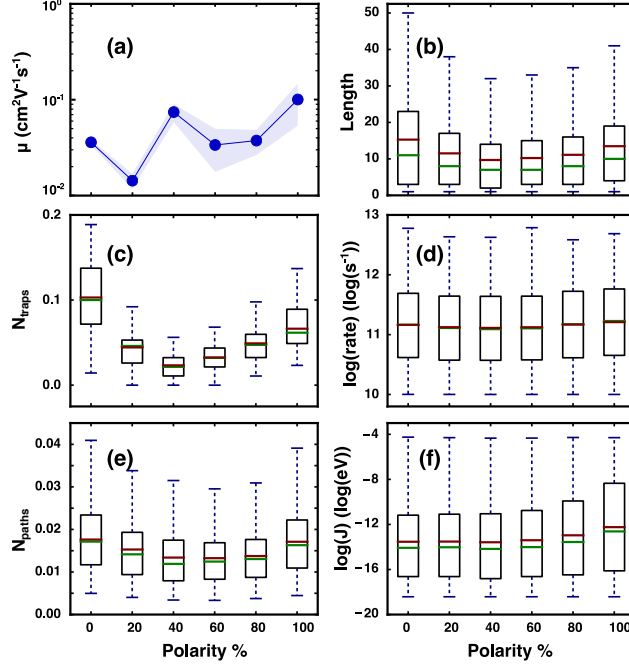 10⁰
(a)
μ (cm²V⁻¹s⁻¹)
10⁻¹
10⁻²
50
(b)
40
Length
30
20
10
0
0.2
(c)
N_traps
0.1
0.0
13
(d)
log(rate) (log(s⁻¹))
12
11
10
0.04
(e)
N_paths
0.03
0.02
0.01
0.00
0 20 40 60 80 100
Polarity %
−4
(f)
log(J) (log(eV))
−8
−12
−16
−20
0 20 40 60 80 100
Polarity %